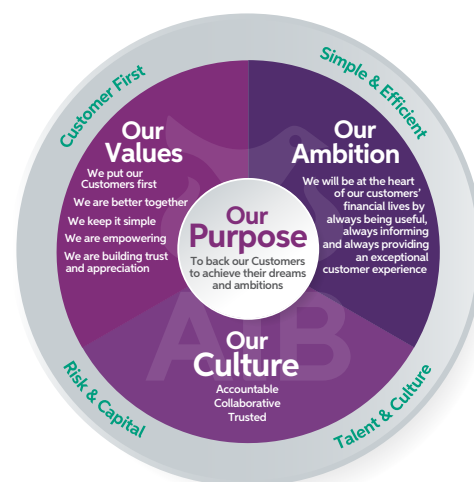 Customer First
Simple & Efficient
Our
Values
We put our
Customers first
We are better together
We keep it simple
We are empowering
We are building trust
and appreciation
Our
Ambition
We will be at the heart
of our customers'
financial lives by
always being useful,
always informing
and always providing
an exceptional
customer experience
Our
Purpose
To back our Customers
to achieve their dreams
and ambitions
AIB
Our
Culture
Accountable
Collaborative
Trusted
Risk & Capital
Talent & Culture